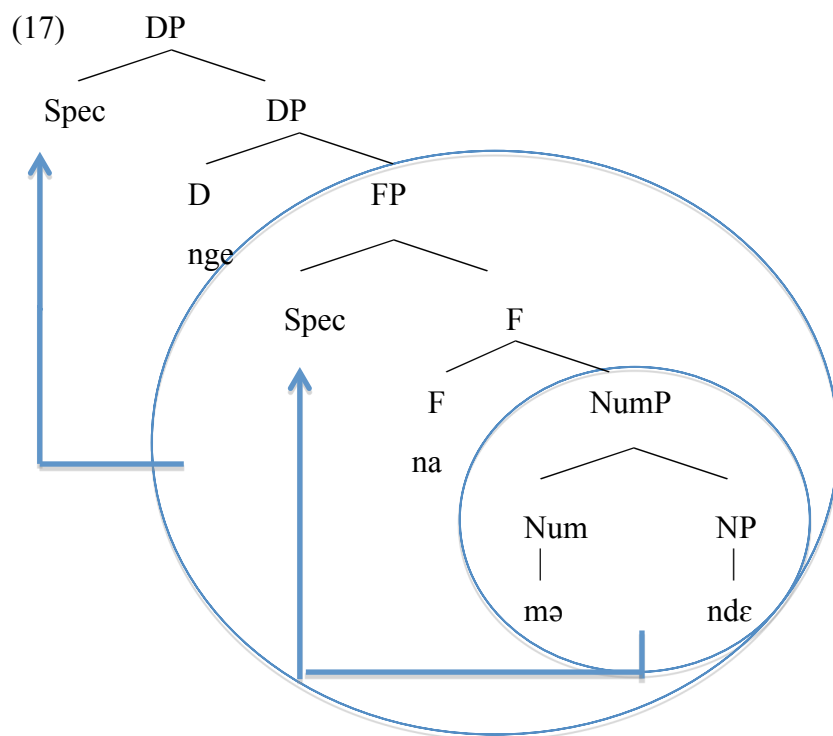 (17) DP
Spec DP
D FP
nge
Spec F
F NumP
na
Num NP
mə ndɛ